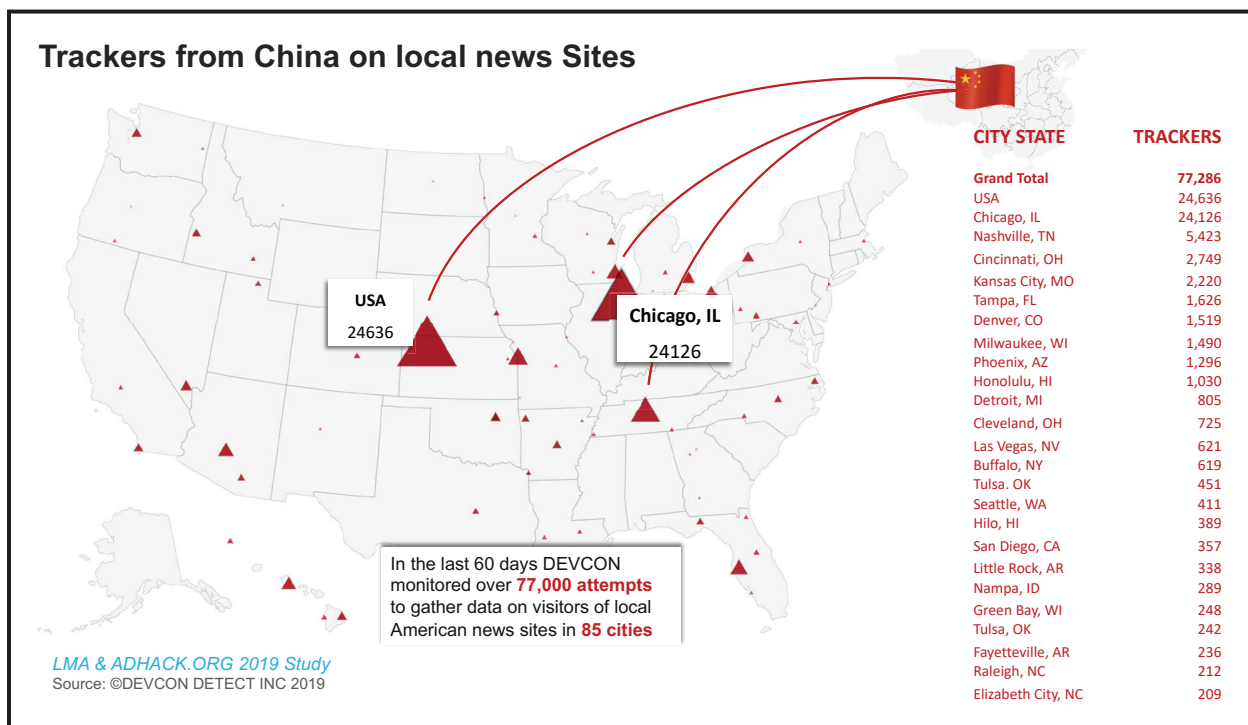 Trackers from China on local news Sites
USA
24636
Chicago, IL
24126
In the last 60 days DEVCON
monitored over 77,000 attempts
to gather data on visitors of local
American news sites in 85 cities
LMA & ADHACK.ORG 2019 Study
Source: ©DEVCON DETECT INC 2019
CITY STATE TRACKERS
Grand Total 77,286
USA 24,636
Chicago, IL 24,126
Nashville, TN 5,423
Cincinnati, OH 2,749
Kansas City, MO 2,220
Tampa, FL 1,626
Denver, CO 1,519
Milwaukee, WI 1,490
Phoenix, AZ 1,296
Honolulu, HI 1,030
Detroit, MI 805
Cleveland, OH 725
Las Vegas, NV 621
Buffalo, NY 619
Tulsa. OK 451
Seattle, WA 411
Hilo, HI 389
San Diego, CA 357
Little Rock, AR 338
Nampa, ID 289
Green Bay, WI 248
Tulsa, OK 242
Fayetteville, AR 236
Raleigh, NC 212
Elizabeth City, NC 209